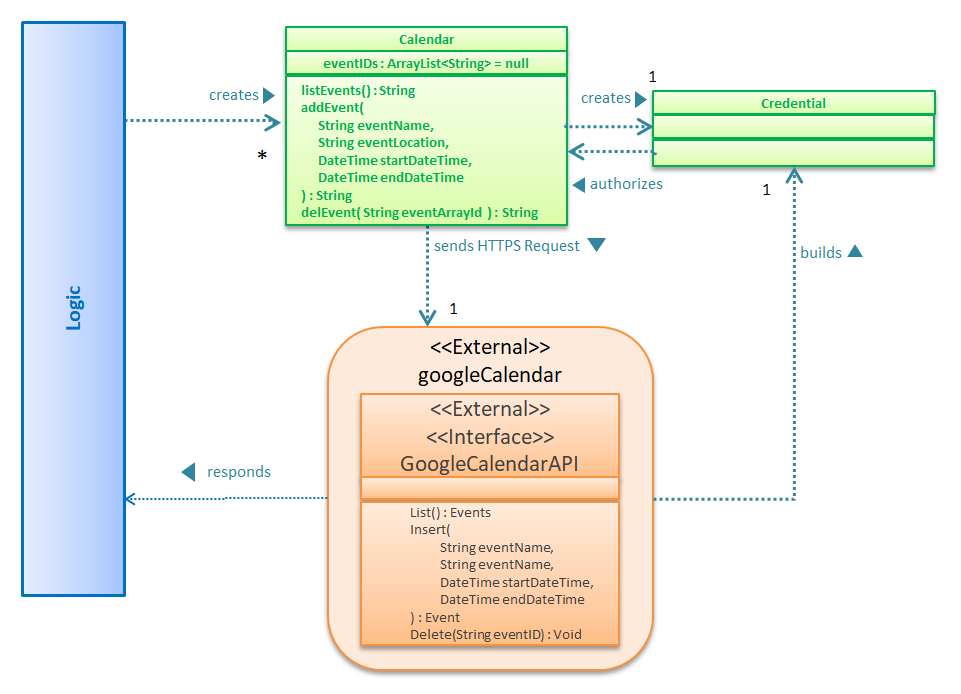 Logic
creates
*
Calendar
eventIDs : ArrayList<String> = null
listEvents() : String
addEvent(
String eventName,
String eventLocation,
DateTime startDateTime,
DateTime endDateTime
) : String
delEvent( String eventArrayId ) : String
creates
1
Credential
authorizes
1
builds
sends HTTPS Request
1
<<External>>
googleCalendar
<<External>>
<<Interface>>
GoogleCalendarAPI
List() : Events
Insert(
String eventName,
String eventName,
DateTime startDateTime,
DateTime endDateTime
) : Event
Delete(String eventID) : Void
responds